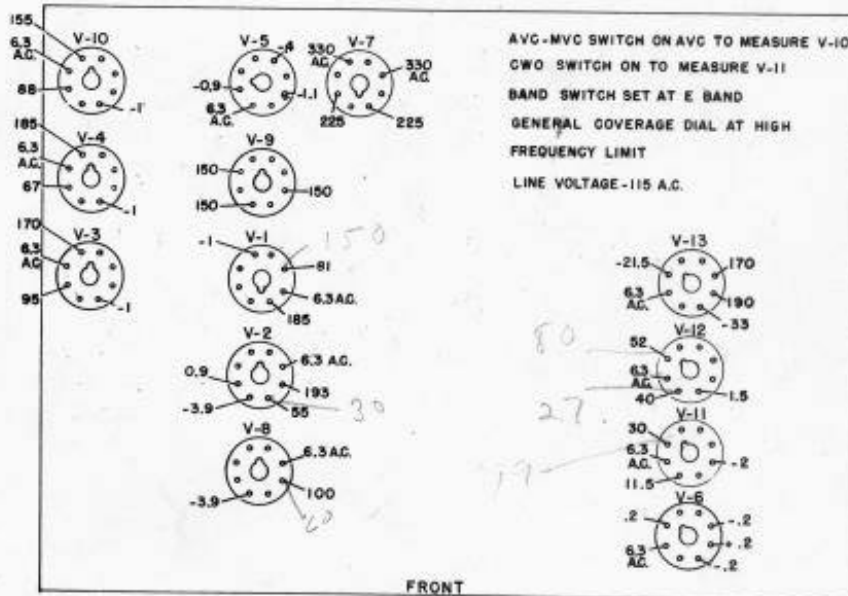 AVC-MVC SWITCH ON AVC TO MEASURE V-10
CWO SWITCH ON TO MEASURE V-11
BAND SWITCH SET AT E BAND
GENERAL COVERAGE DIAL AT HIGH
FREQUENCY LIMIT
LINE VOLTAGE-115 A.C.
V-10
155
6.3
A.C.
88
-1
V-4
185
6.3
A.C.
67
-1
V-3
170
6.3
A.C
95
-1
V-5
-4
-0.9
-1.1
6.3
A.C.
V-7
330
A.C.
330
A.C.
225
225
V-9
150
150
150
V-1
-1
150
81
6.3 A.C.
185
V-2
6.3 A.C.
0.9
193
-3.9
55
30
V-8
6.3 A.C.
100
-3.9
60
V-13
-21.5
170
6.3
A.C.
190
-33
V-12
80
52
6.3
A.C.
40
1.5
27
V-11
30
6.3
A.C.
-2
11.5
V-6
.2
-.2
6.3
A.C.
.2
-.2
FRONT